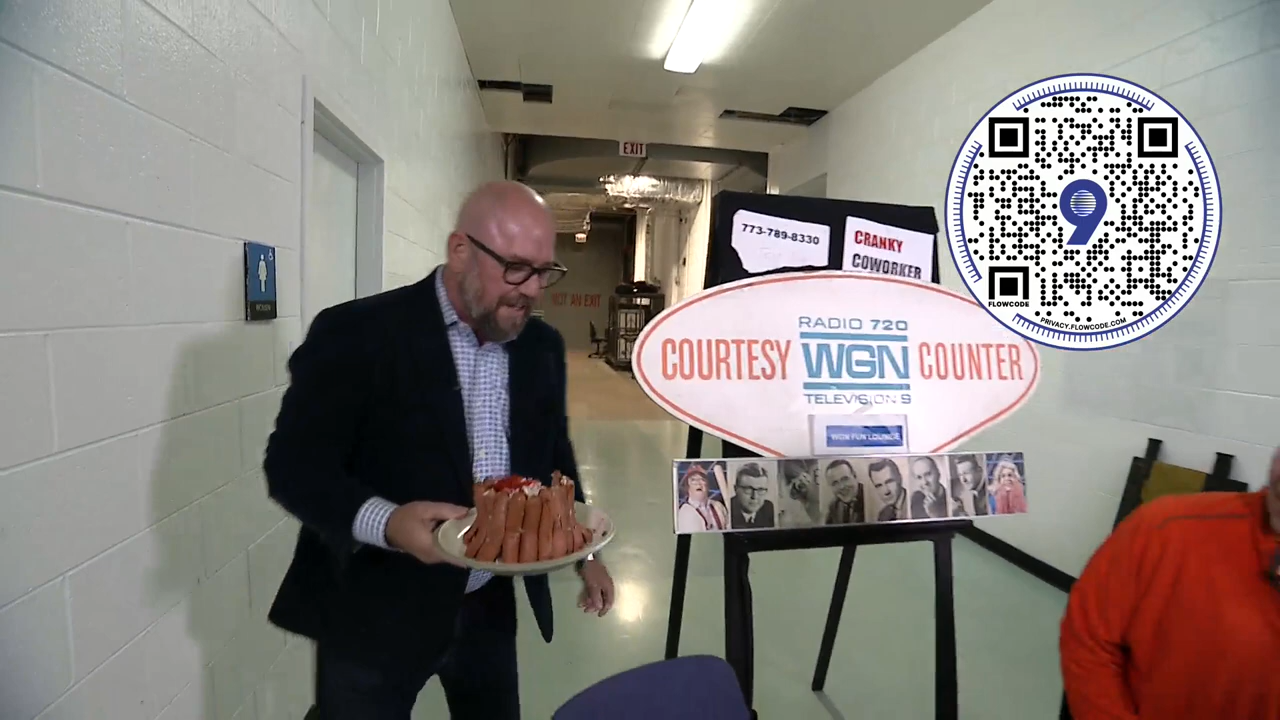 EXIT
773-789-8330
CRANKY
COWORKER
NOT AN EXIT
RADIO 720
COURTESY WGN COUNTER
TELEVISION 9
WGN FUN LOUNGE
9
FLOWCODE
PRIVACY.FLOWCODE.COM